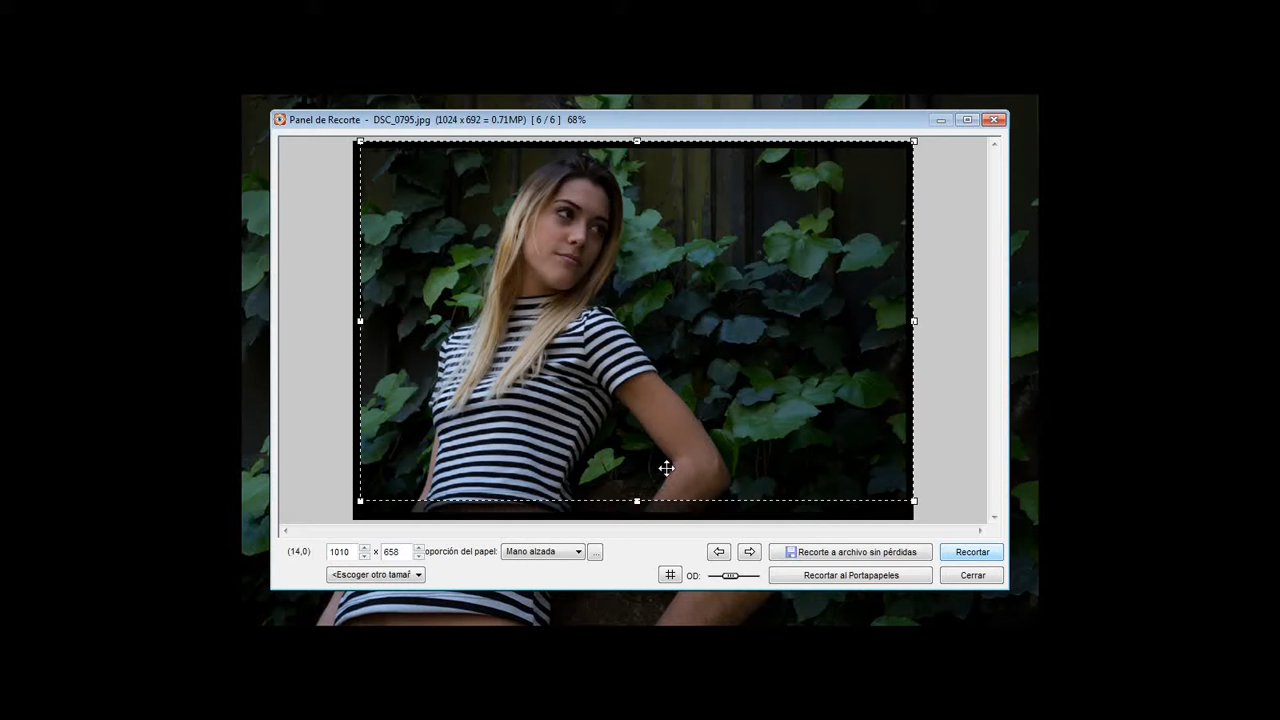 Panel de Recorte - DSC_0795.jpg (1024 x 692 = 0.71MP) [ 6 / 6 ] 68%
(14,0) 1010 x 658 oporción del papel: Mano alzada ... Recorte a archivo sin pérdidas Recortar
<Escoger otro tamañ OD: Recortar al Portapapeles Cerrar